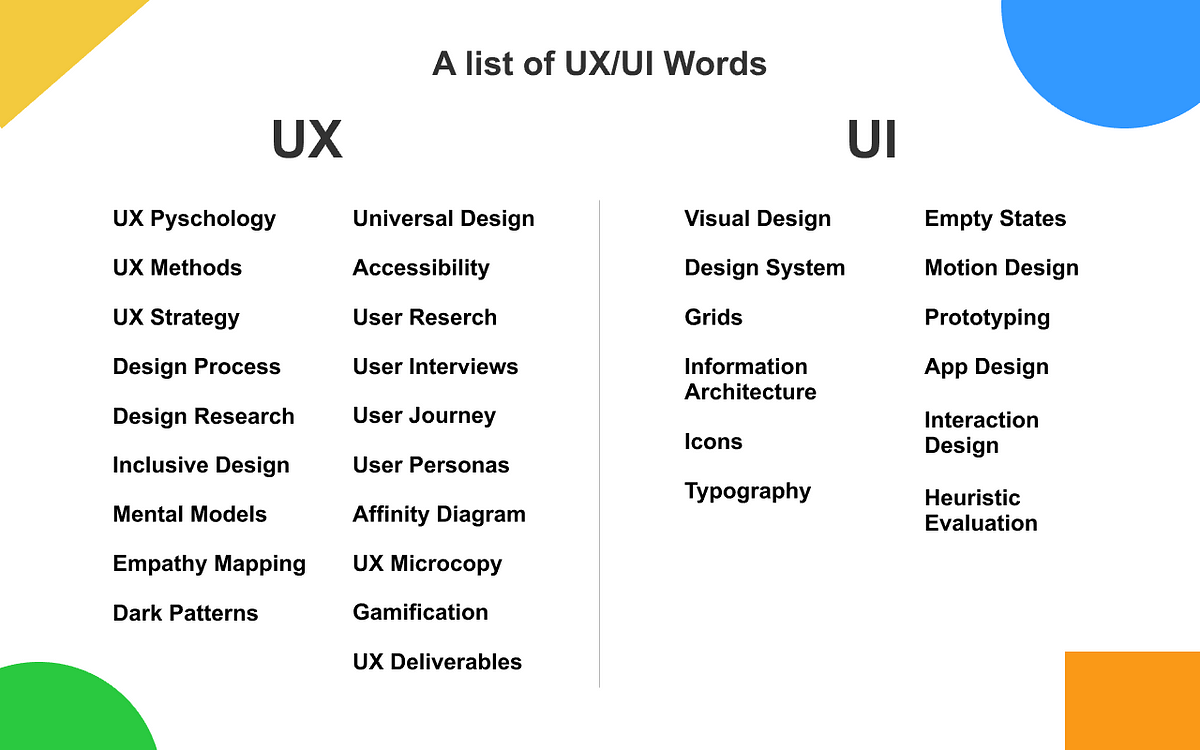 A list of UX/UI Words
UX
UX Pyschology
UX Methods
UX Strategy
Design Process
Design Research
Inclusive Design
Mental Models
Empathy Mapping
Dark Patterns
Universal Design
Accessibility
User Reserch
User Interviews
User Journey
User Personas
Affinity Diagram
UX Microcopy
Gamification
UX Deliverables
UI
Visual Design
Design System
Grids
Information
Architecture
Icons
Typography
Empty States
Motion Design
Prototyping
App Design
Interaction
Design
Heuristic
Evaluation